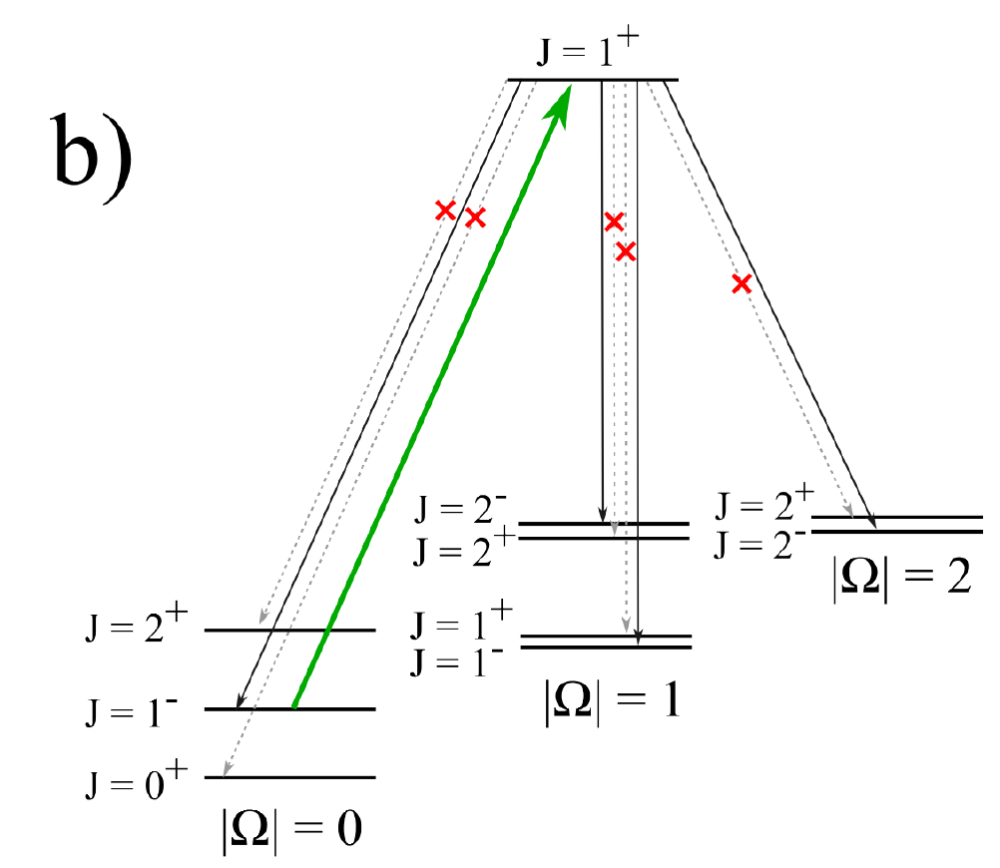 J = 1⁺
b)
J = 2⁻
J = 2⁺
J = 2⁺
J = 2⁻
|Ω| = 2
J = 1⁺
J = 1⁻
|Ω| = 1
J = 2⁺
J = 1⁻
J = 0⁺
|Ω| = 0